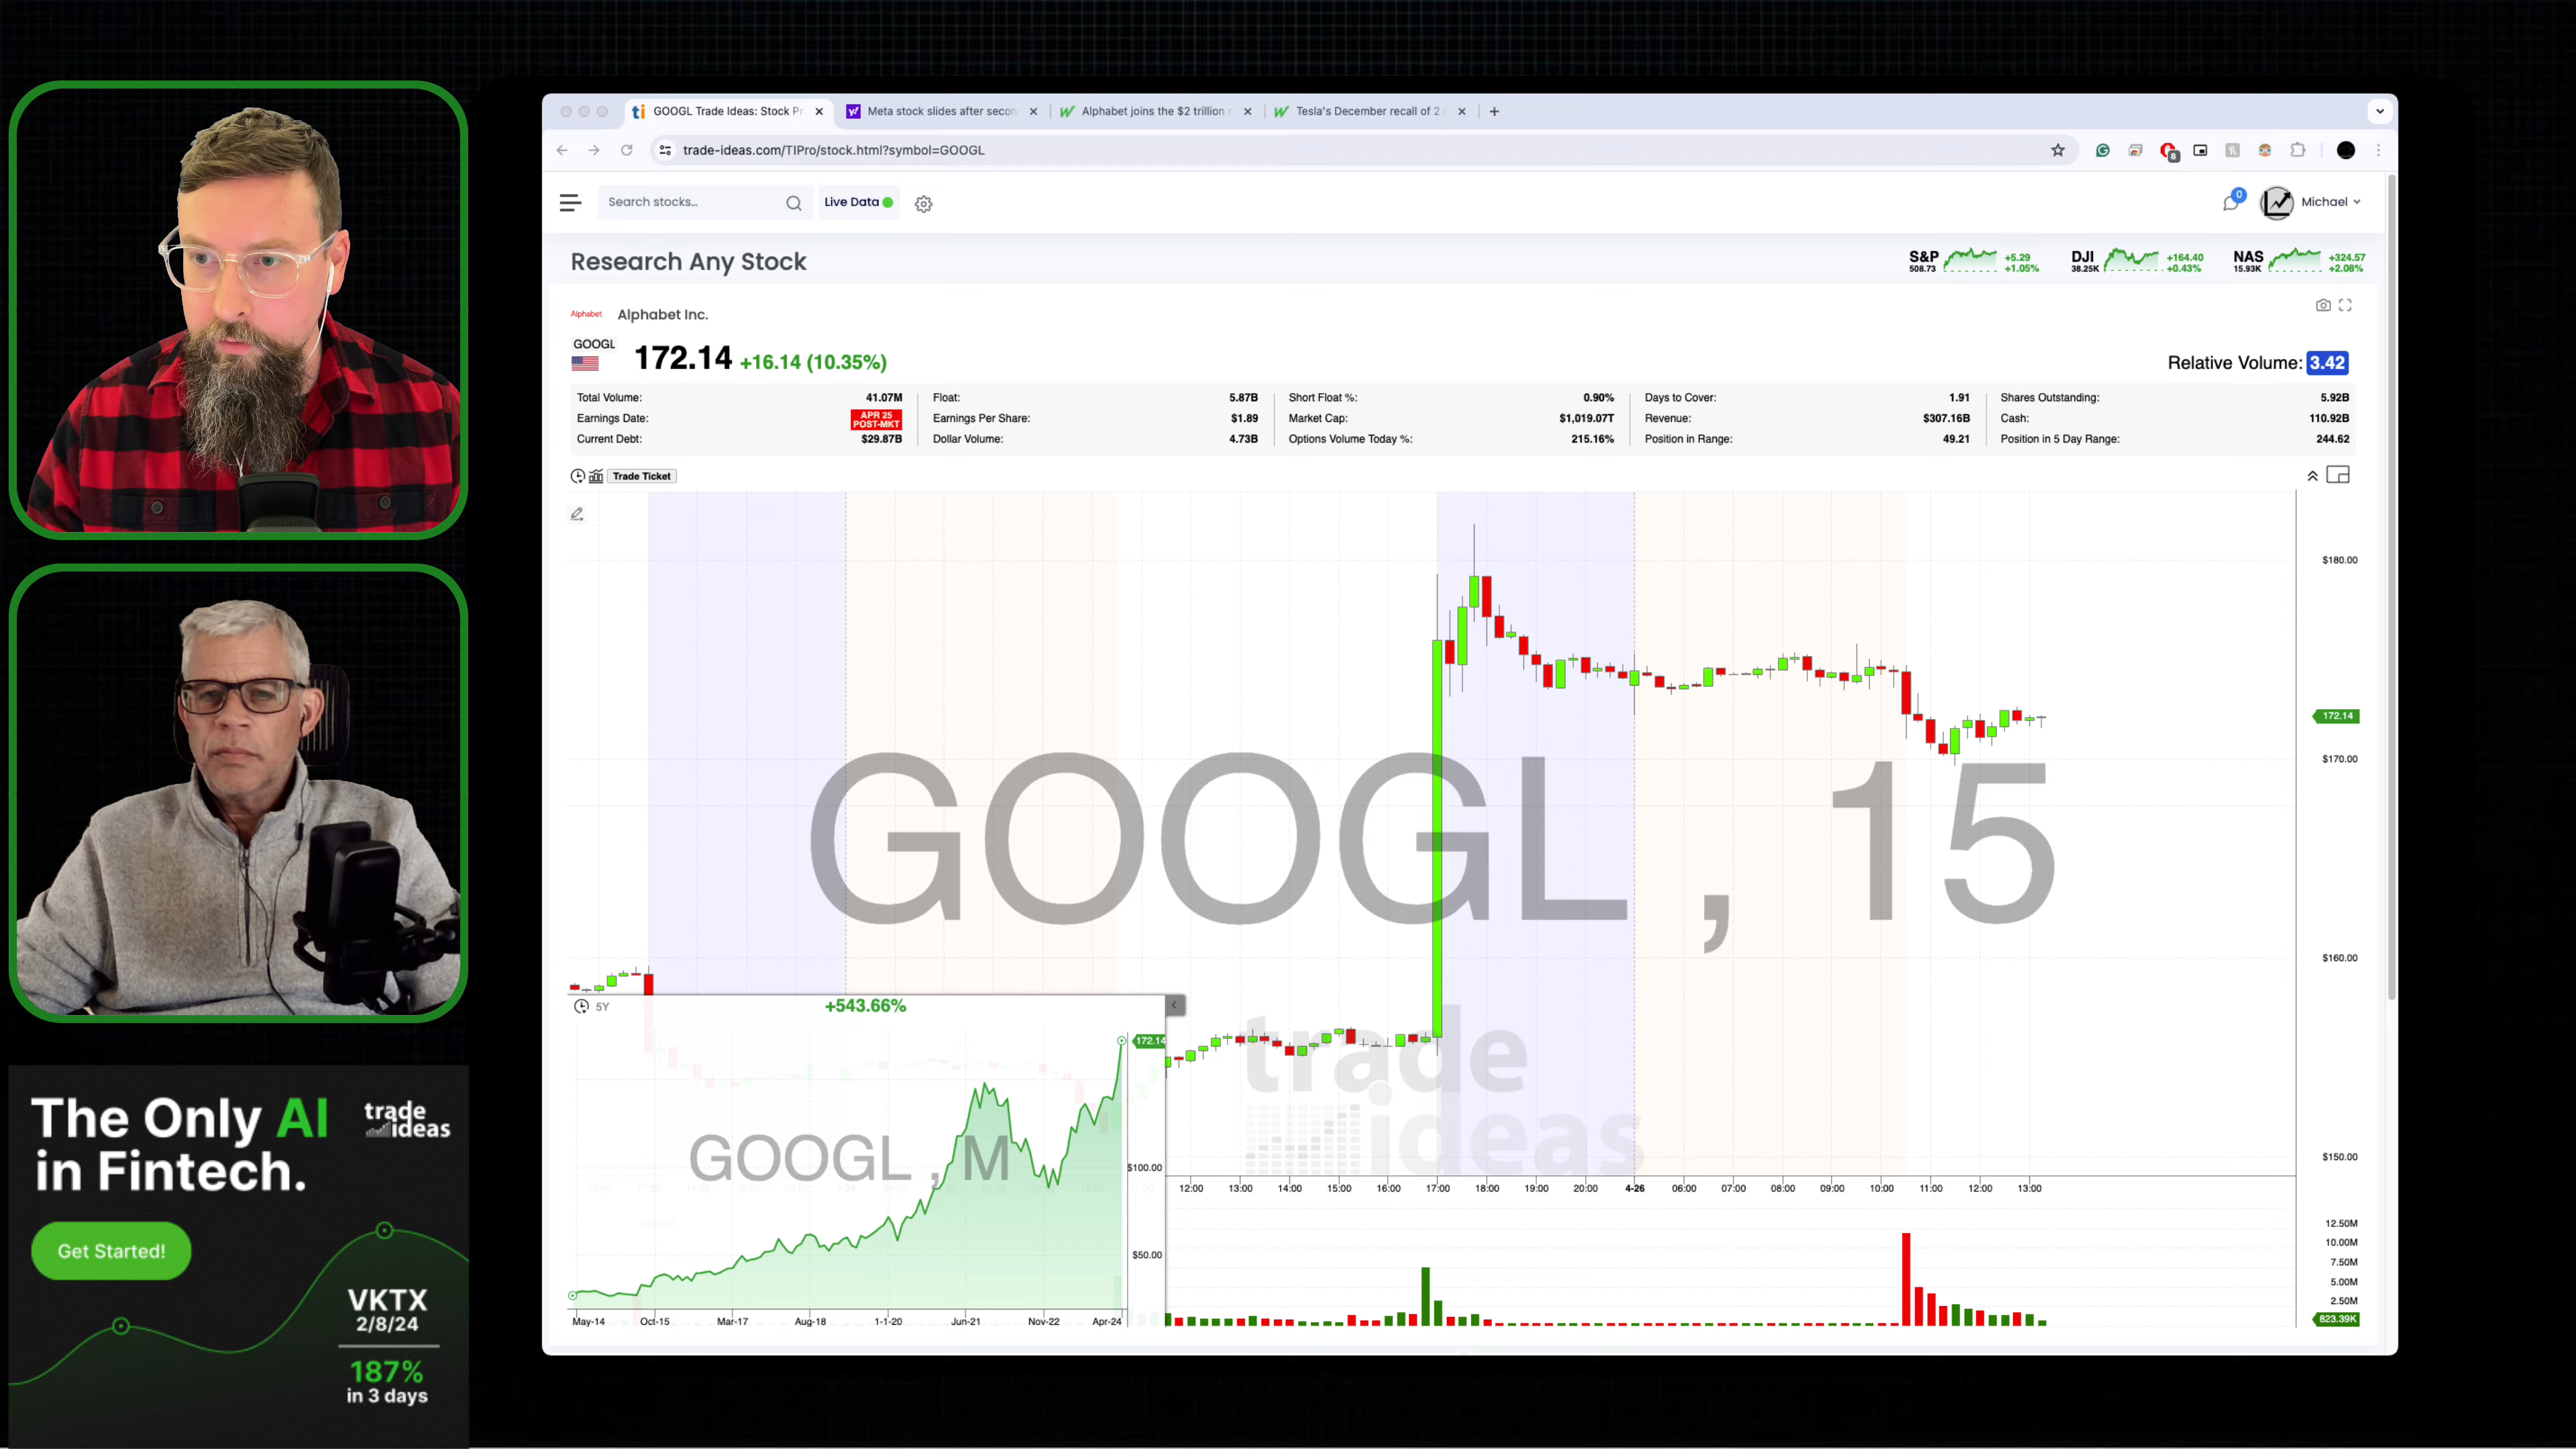 GOOGL Trade Ideas: Stock Pr
Meta stock slides after secon
Alphabet joins the $2 trillion
Tesla's December recall of 2
trade-ideas.com/TIPro/stock.html?symbol=GOOGL
8
Search stocks...
Live Data
0
Michael
Research Any Stock
S&P
508.73
+5.29
+1.05%
DJI
38.25K
+164.40
+0.43%
NAS
15.93K
+324.57
+2.08%
Alphabet
Alphabet Inc.
GOOGL
172.14 +16.14 (10.35%)
Relative Volume: 3.42
Total Volume: 41.07M
Earnings Date: APR 25 POST-MKT
Current Debt: $29.87B
Float: 5.87B
Earnings Per Share: $1.89
Dollar Volume: 4.73B
Short Float %: 0.90%
Market Cap: $1,019.07T
Options Volume Today %: 215.16%
Days to Cover: 1.91
Revenue: $307.16B
Position in Range: 49.21
Shares Outstanding: 5.92B
Cash: 110.92B
Position in 5 Day Range: 244.62
Trade Ticket
$180.00
172.14
$170.00
$160.00
$150.00
GOOGL , 15
trade
ideas
12:00 13:00 14:00 15:00 16:00 17:00 18:00 19:00 20:00 4-26 06:00 07:00 08:00 09:00 10:00 11:00 12:00 13:00
12.50M
10.00M
7.50M
5.00M
2.50M
823.39K
5Y
+543.66%
172.14
GOOGL , M
$100.00
$50.00
May-14 Oct-15 Mar-17 Aug-18 1-1-20 Jun-21 Nov-22 Apr-24
The Only AI
in Fintech.
trade
ideas
Get Started!
VKTX
2/8/24
187%
in 3 days